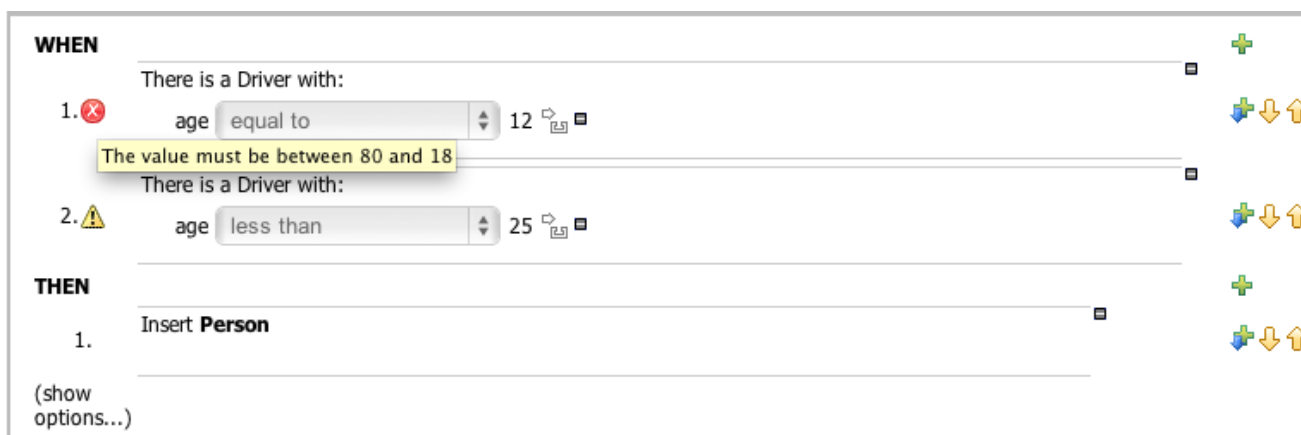 WHEN
There is a Driver with:
1. age equal to 12
The value must be between 80 and 18
There is a Driver with:
2. age less than 25
THEN
1. Insert Person
(show
options...)